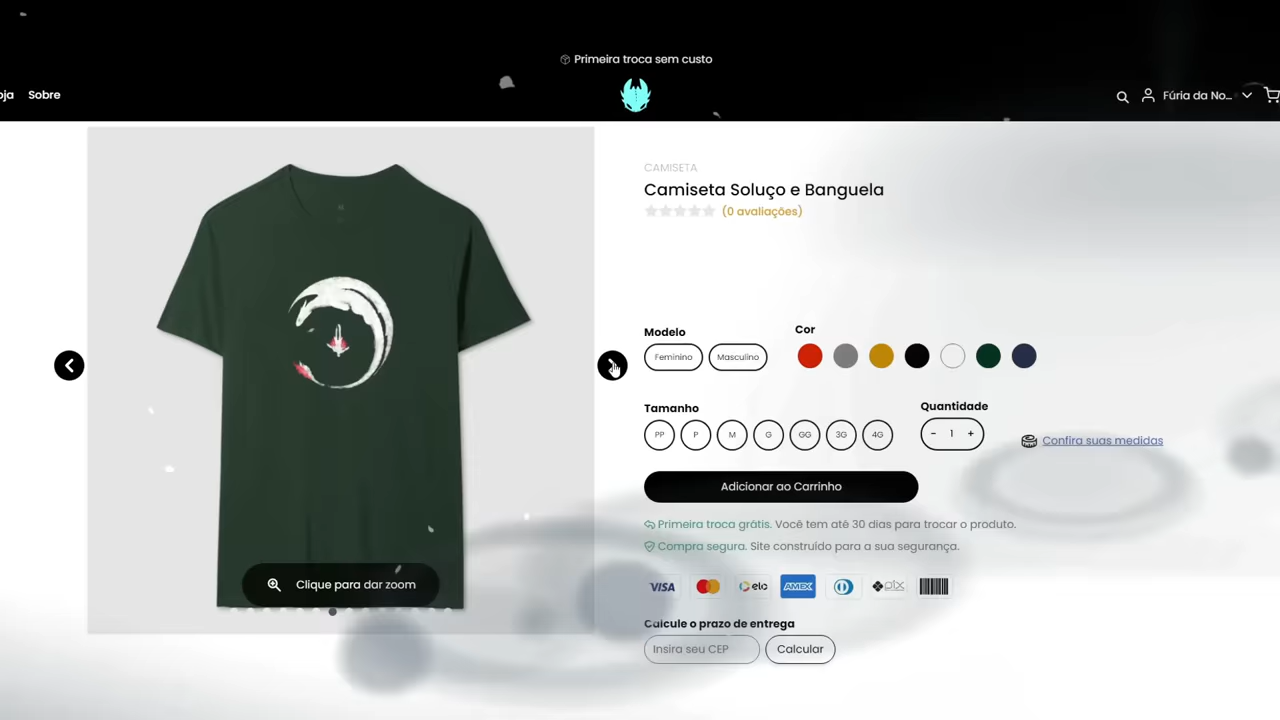 Primeira troca sem custo
oja Sobre
Fúria da No...
CAMISETA
Camiseta Soluço e Banguela
(0 avaliações)
Modelo
Cor
Feminino Masculino
Tamanho
Quantidade
PP P M G GG 3G 4G
- 1 +
Confira suas medidas
Adicionar ao Carrinho
Primeira troca grátis. Você tem até 30 dias para trocar o produto.
Compra segura. Site construído para a sua segurança.
Clique para dar zoom
VISA elo AMEX pix
Calcule o prazo de entrega
Insira seu CEP Calcular